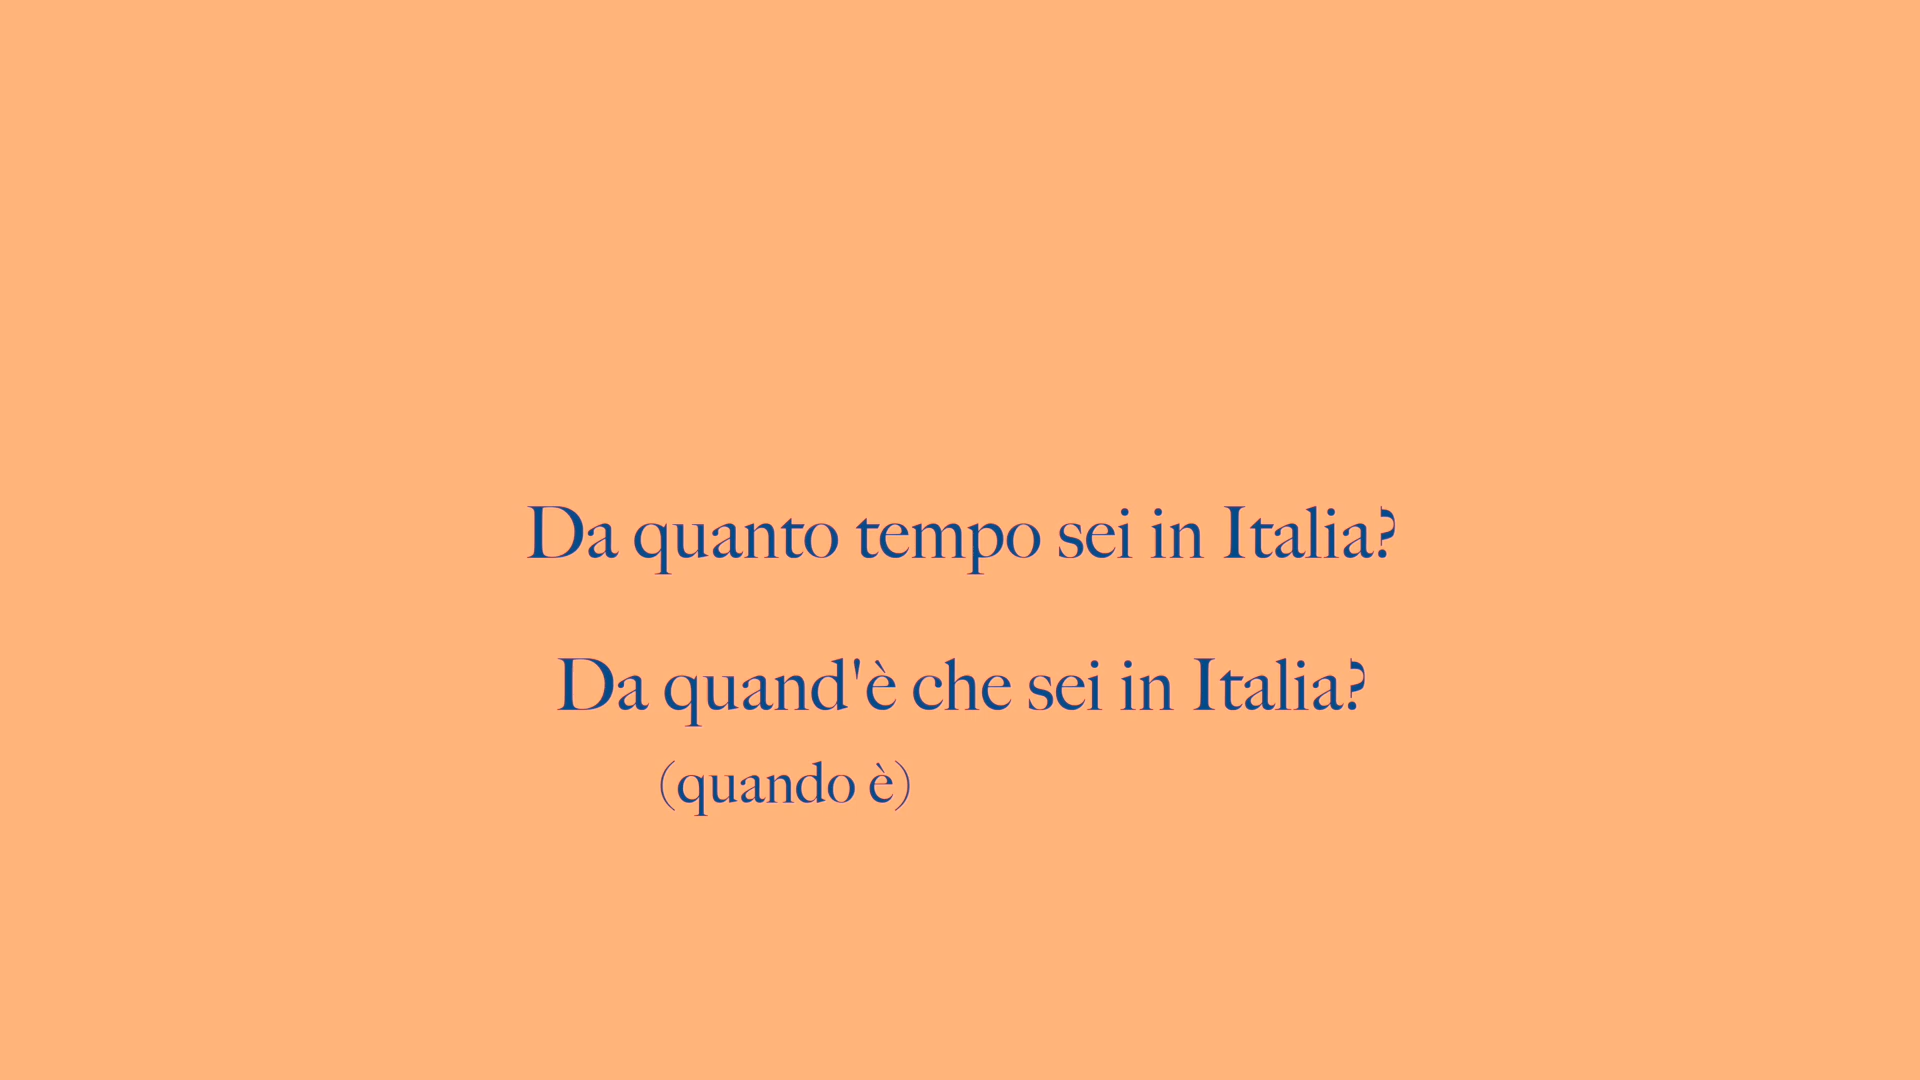 Da quanto tempo sei in Italia?
Da quand'è che sei in Italia?
(quando è)